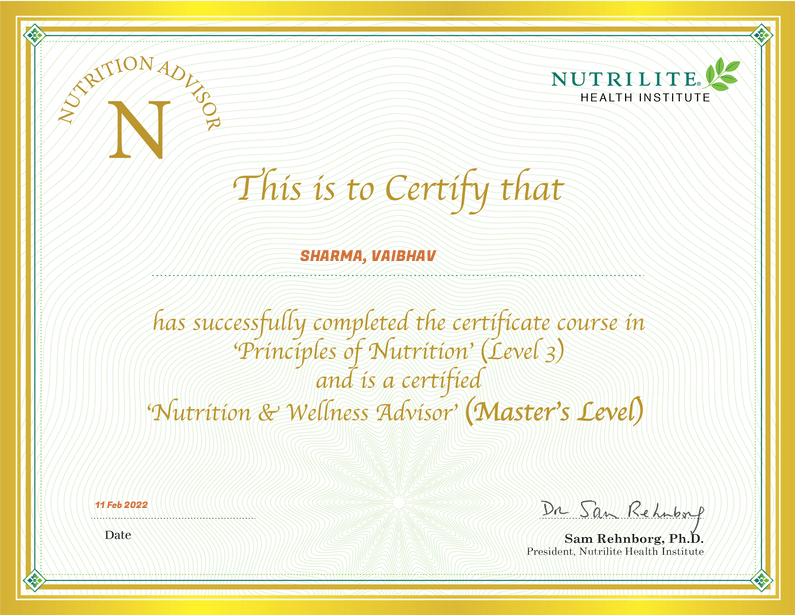 NUTRITION ADVISOR
N
NUTRILITE®
HEALTH INSTITUTE
This is to Certify that
SHARMA, VAIBHAV
has successfully completed the certificate course in
‘Principles of Nutrition’ (Level 3)
and is a certified
‘Nutrition & Wellness Advisor’ (Master’s Level)
11 Feb 2022
Date
Dr Sam Rehnborg
Sam Rehnborg, Ph.D.
President, Nutrilite Health Institute